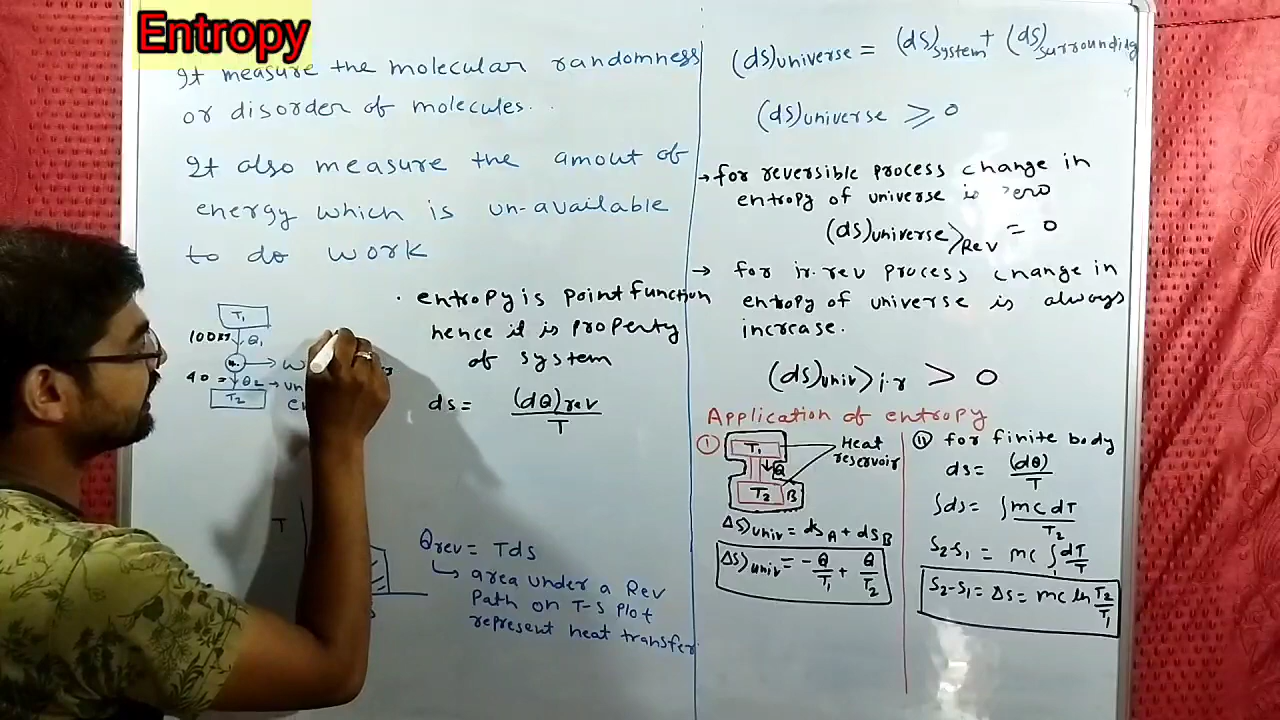 Entropy
It measure the molecular randomness
or disorder of molecules..
It also measure the amout of
energy which is un-available
to do work
T1
100KJ Q1
W
40 = Q2 → un
T2
· entropy is point function
hence it is property
of system
ds = (dQ)rev / T
T
Qrev = Tds
↳ area under a Rev
Path on T-S Plot
represent heat transfer.
(ds)universe = (ds)system + (ds)surrounding
(ds)universe ≥ 0
→ for reversible process change in
entropy of universe is zero
(ds)universe>Rev = 0
→ for ir.rev process change in
entropy of universe is always
increase.
(ds)univ>i.r > 0
Application of entropy
① T1 Heat
reservoir
Q
T2 B
Δs)univ = dsA + dsB
Δs)univ = -Q/T1 + Q/T2
ⅱ for finite body
ds = (dQ)/T
∫ds = ∫mcdT/T
S2-S1 = mc ∫₁² dT/T
S2-S1 = Δs = mc ln T2/T1